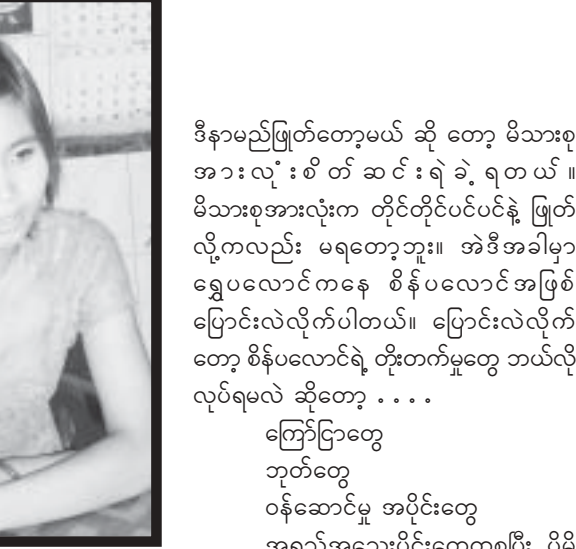 ဒီနာမည်ဖြုတ်တော့မယ် ဆို တော့ မိသားစု
အားလုံးစိတ်ဆင်းရဲခဲ့ရတယ်။
မိသားစုအားလုံးက တိုင်တိုင်ပင်ပင်နဲ့ ဖြုတ်
လို့ကလည်း မရတော့ဘူး။ အဲဒီအခါမှာ
ရွှေပလောင်ကနေ စိန်ပလောင်အဖြစ်
ပြောင်းလဲလိုက်ပါတယ်။ ပြောင်းလဲလိုက်
တော့ စိန်ပလောင်ရဲ့ တိုးတက်မှုတွေ ဘယ်လို
လုပ်ရမလဲ ဆိုတော့ . . . .
ကြော်ငြာတွေ
ဘုတ်တွေ
ဝန်ဆောင်မှု အပိုင်းတွေ